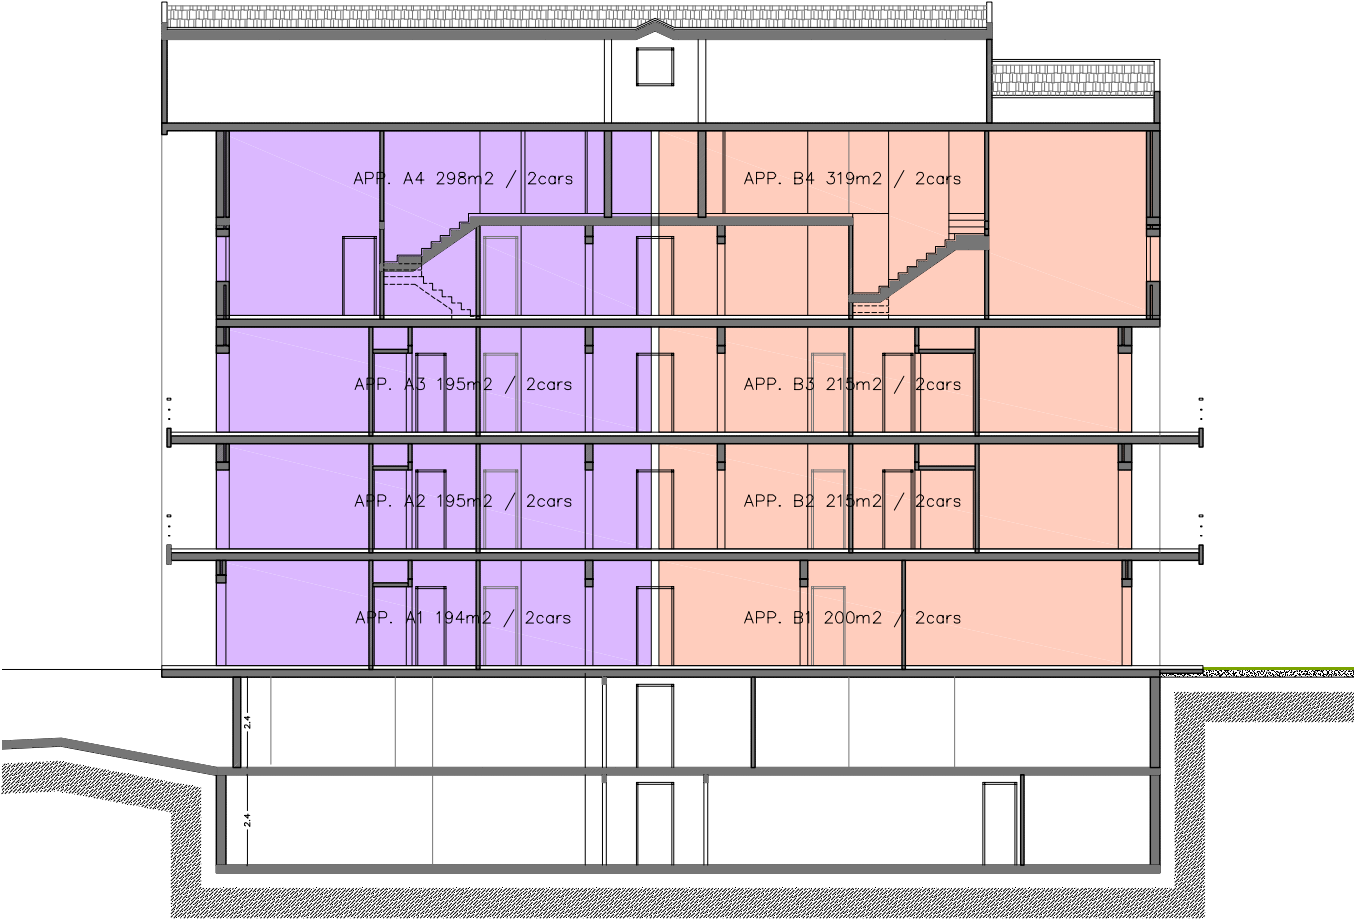 APP. A4 298m2 / 2cars
APP. B4 319m2 / 2cars
APP. A3 195m2 / 2cars
APP. B3 215m2 / 2cars
APP. A2 195m2 / 2cars
APP. B2 215m2 / 2cars
APP. A1 194m2 / 2cars
APP. B1 200m2 / 2cars
2.4
2.4